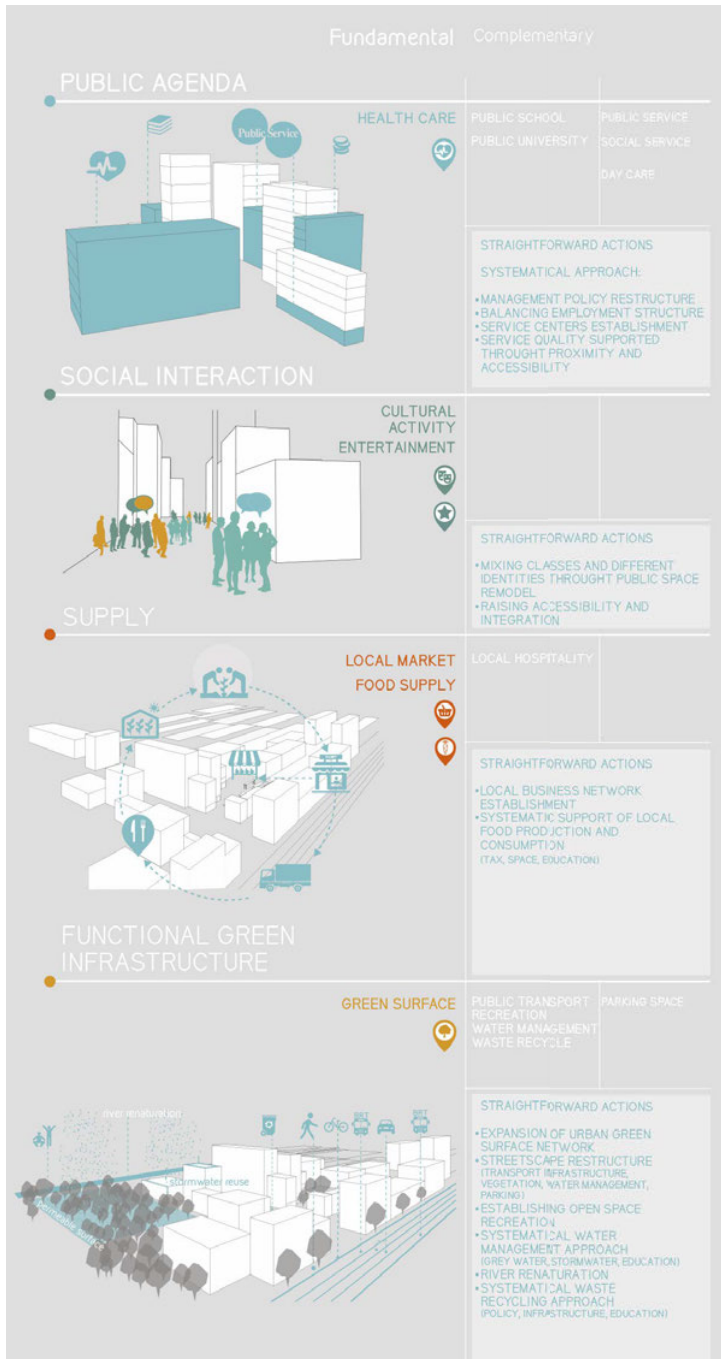 Fundamental
Complementary
PUBLIC AGENDA
HEALTH CARE
PUBLIC SCHOOL
PUBLIC UNIVERSITY
PUBLIC SERVICE
SOCIAL SERVICE
DAY CARE
Public Service
STRAIGHTFORWARD ACTIONS
SYSTEMATICAL APPROACH:
•MANAGEMENT POLICY RESTRUCTURE
•BALANCING EMPLOYMENT STRUCTURE
•SERVICE CENTERS ESTABLISHMENT
•SERVICE QUALITY SUPPORTED
THROUGHT PROXIMITY AND
ACCESSIBILITY
SOCIAL INTERACTION
CULTURAL
ACTIVITY
ENTERTAINMENT
STRAIGHTFORWARD ACTIONS
•MIXING CLASSES AND DIFFERENT
IDENTITIES THROUGHT PUBLIC SPACE
REMODEL
•RAISING ACCESSIBILITY AND
INTEGRATION
SUPPLY
LOCAL MARKET
FOOD SUPPLY
LOCAL HOSPITALITY
STRAIGHTFORWARD ACTIONS
•LOCAL BUSINESS NETWORK
ESTABLISHMENT
•SYSTEMATIC SUPPORT OF LOCAL
FOOD PRODUCTION AND
CONSUMPTION
(TAX, SPACE, EDUCATION)
FUNCTIONAL GREEN
INFRASTRUCTURE
GREEN SURFACE
PUBLIC TRANSPORT
RECREATION
WATER MANAGEMENT
WASTE RECYCLE
PARKING SPACE
river renaturation
stormwater reuse
permeable surface
BRT
BRT
STRAIGHTFORWARD ACTIONS
•EXPANSION OF URBAN GREEN
SURFACE NETWORK
•STREETSCAPE RESTRUCTURE
(TRANSPORT INFRASTRUCTURE,
VEGETATION, WATER MANAGEMENT,
PARKING)
•ESTABLISHING OPEN SPACE
RECREATION
•SYSTEMATICAL WATER
MANAGEMENT APPROACH
(GREY WATER, STORMWATER, EDUCATION)
•RIVER RENATURATION
•SYSTEMATICAL WASTE
RECYCLING APPROACH
(POLICY, INFRASTRUCTURE, EDUCATION)